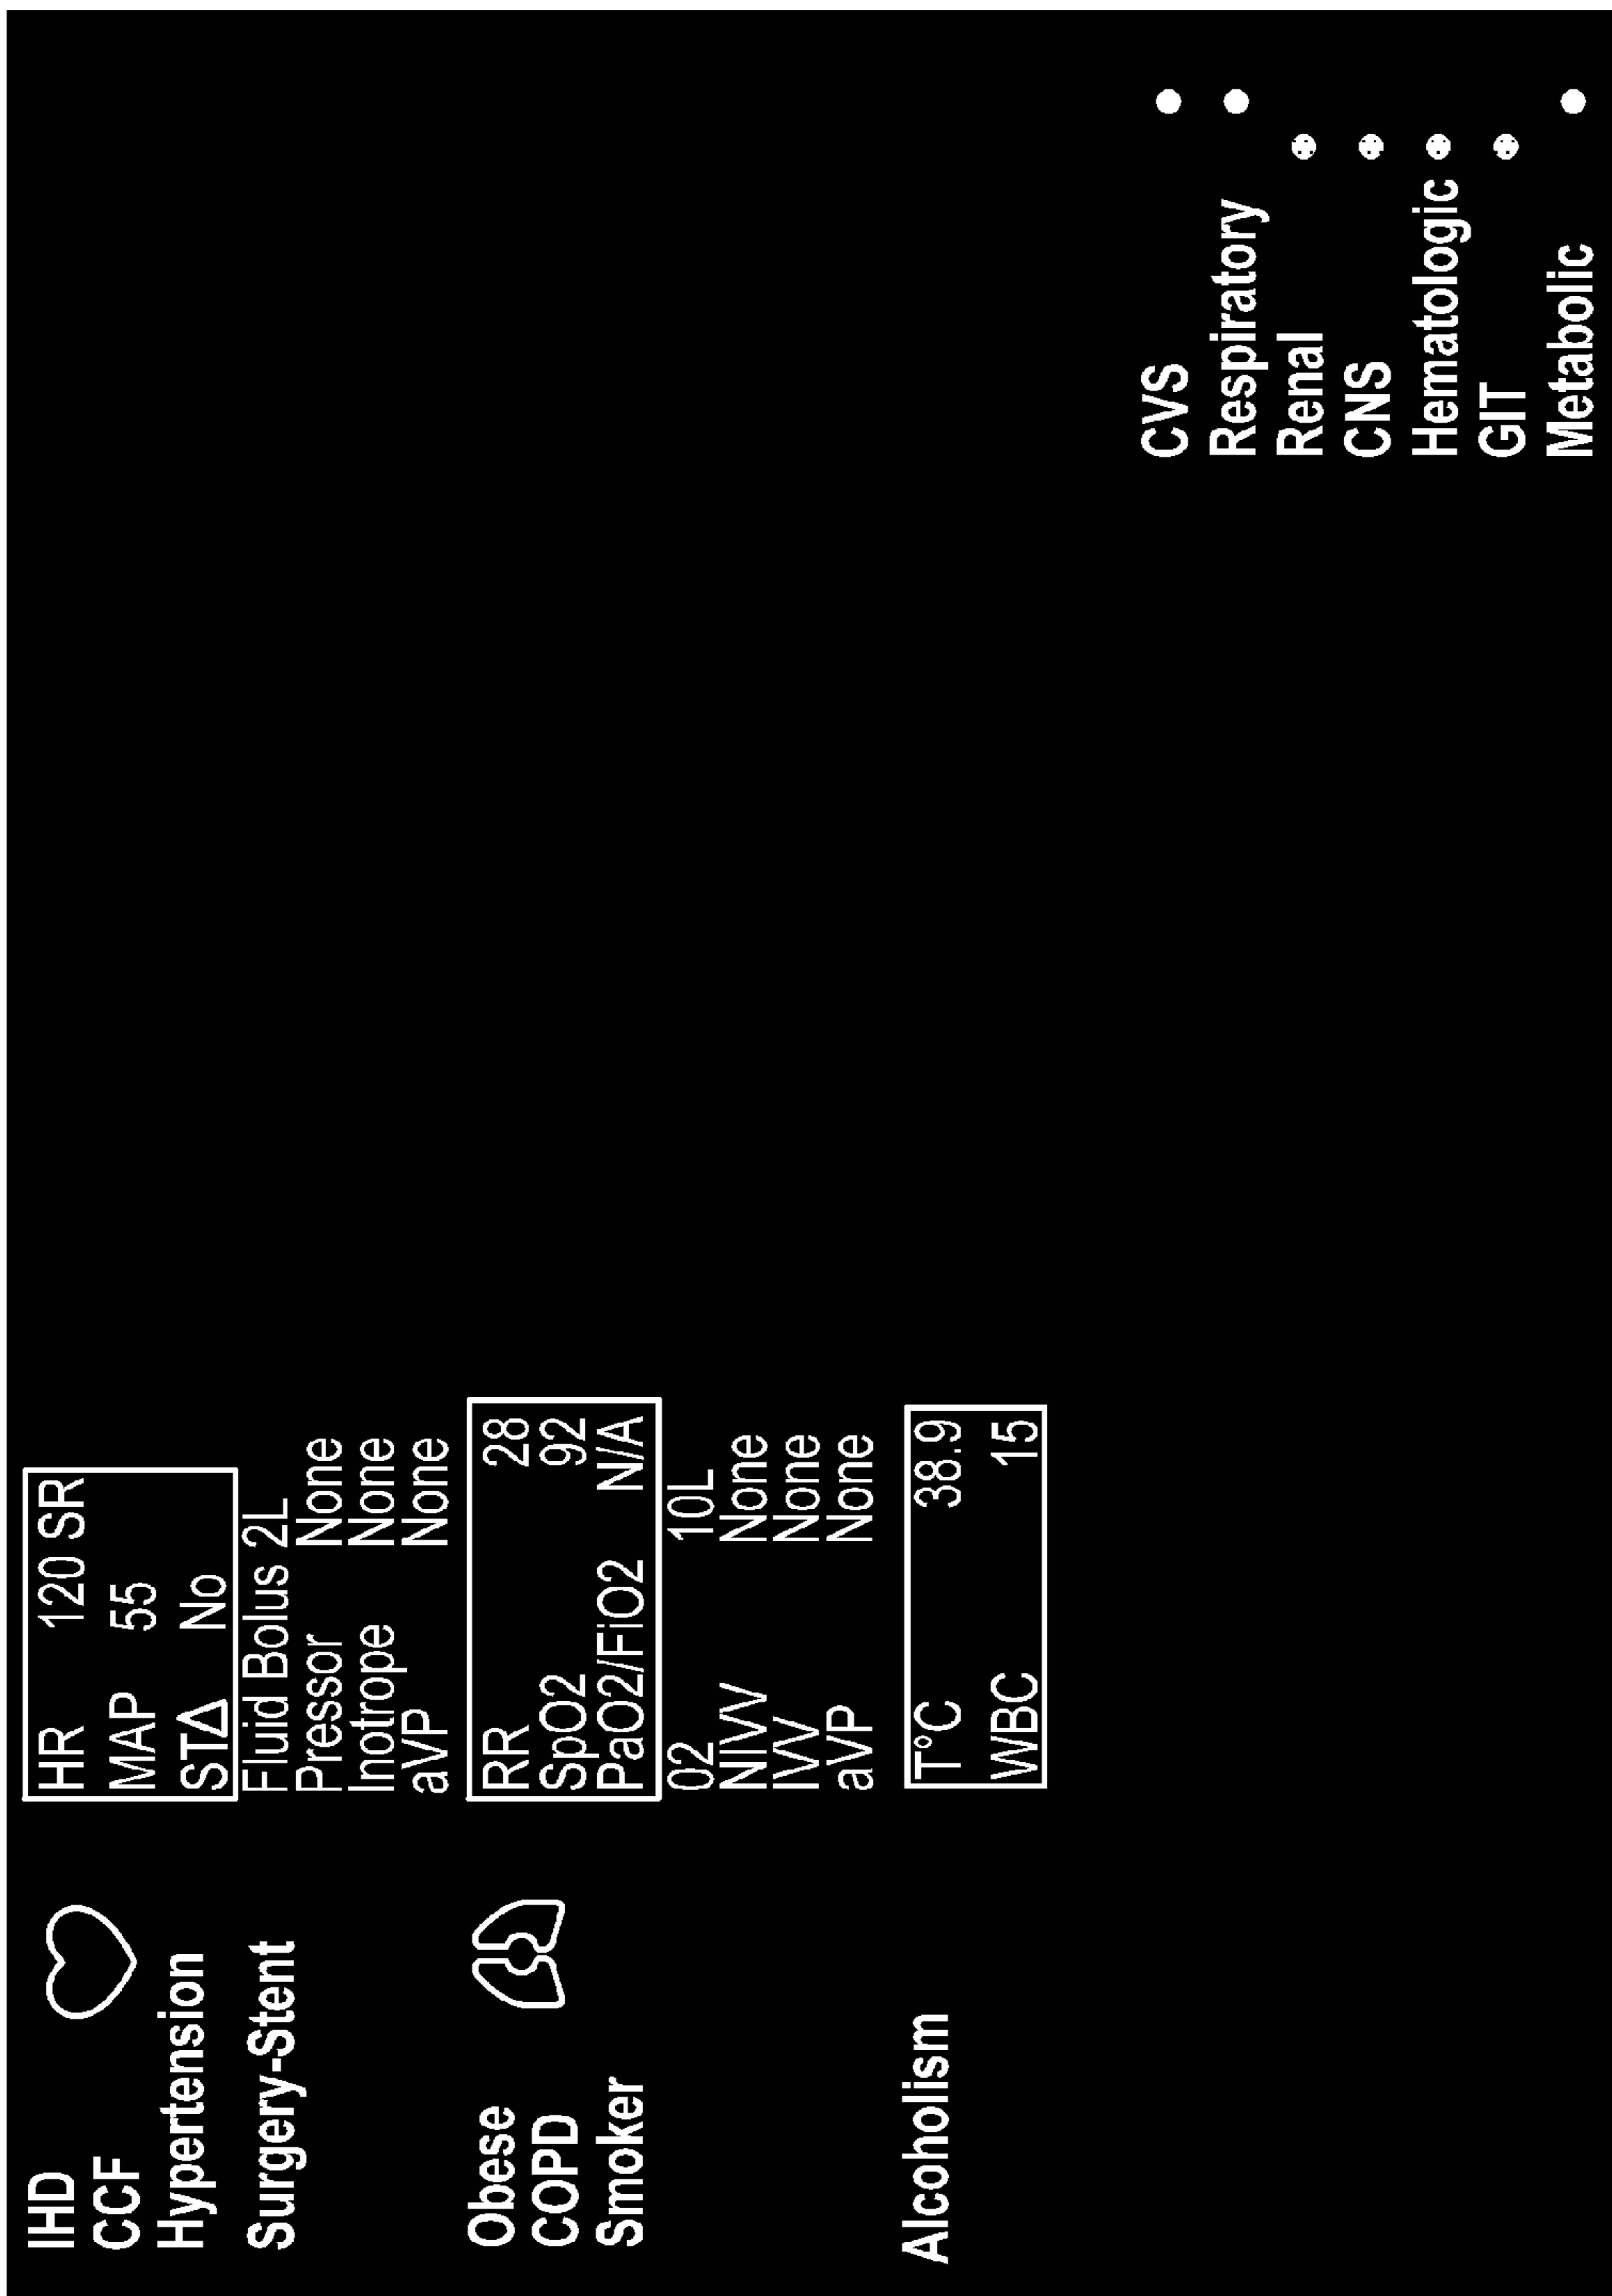 IHD
CCF
Hypertension
Surgery-Stent
HR 120 SR
MAP 55
STΔ No
Fluid Bolus 2L
Pressor None
Inotrope None
aVP None
Obese
COPD
Smoker
RR 28
SpO2 92
PaO2/FiO2 N/A
02 10L
NIVV None
IVV None
aVP None
Alcoholism
T°C 38.9
WBC 15
CVS
Respiratory
Renal
CNS
Hematologic
GIT
Metabolic